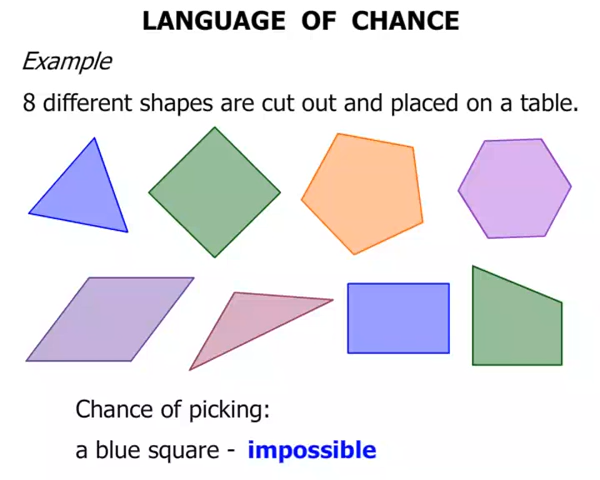 LANGUAGE OF CHANCE
Example
8 different shapes are cut out and placed on a table.
Chance of picking:
a blue square - impossible